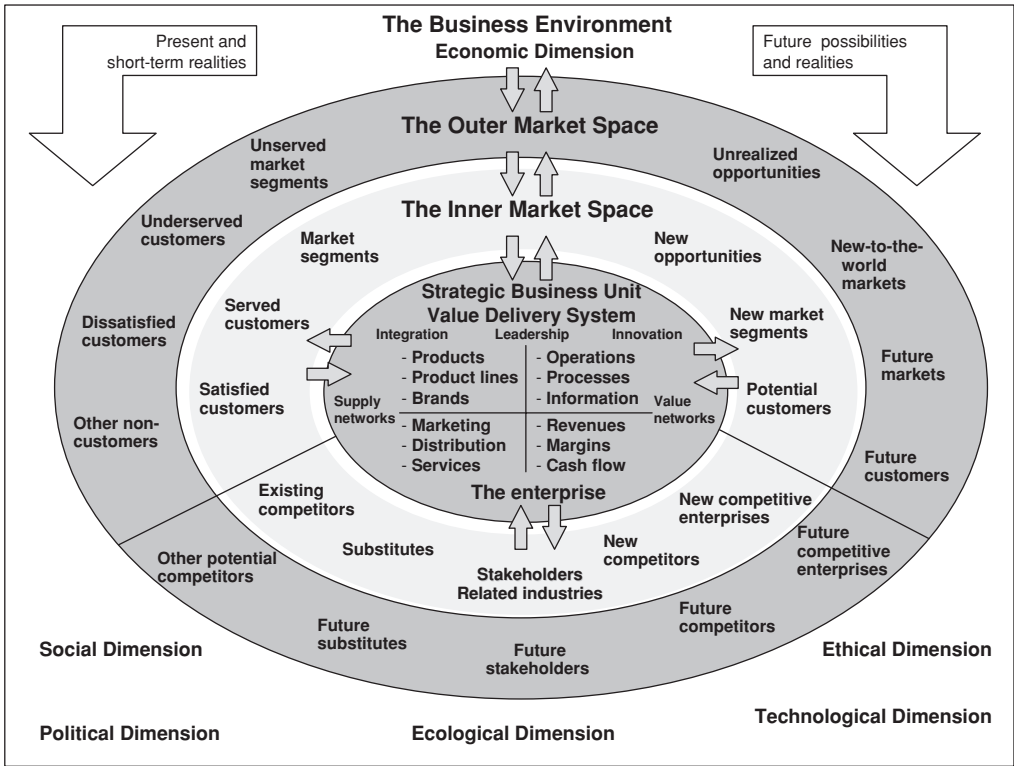 The Business Environment
Economic Dimension
Present and
short-term realities
Future possibilities
and realities
The Outer Market Space
Unserved
market
segments
Unrealized
opportunities
Underserved
customers
New-to-the-
world
markets
Dissatisfied
customers
Future
markets
Other non-
customers
Future
customers
The Inner Market Space
Market
segments
New
opportunities
Served
customers
New market
segments
Satisfied
customers
Potential
customers
Strategic Business Unit
Value Delivery System
Integration Leadership Innovation
- Products
- Product lines
- Brands
- Operations
- Processes
- Information
Supply
networks
Value
networks
- Marketing
- Distribution
- Services
- Revenues
- Margins
- Cash flow
The enterprise
Existing
competitors
New competitive
enterprises
Substitutes
New
competitors
Stakeholders
Related industries
Other potential
competitors
Future
competitive
enterprises
Future
substitutes
Future
competitors
Future
stakeholders
Social Dimension
Ethical Dimension
Political Dimension
Ecological Dimension
Technological Dimension